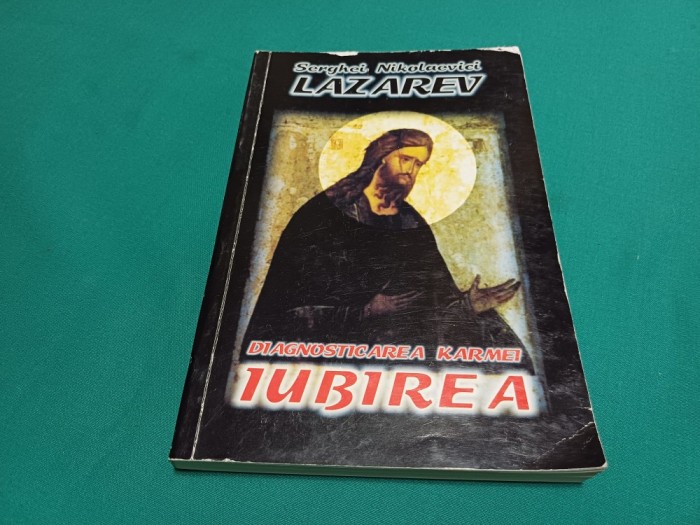 Serghei Nikolaevici
LAZAREV
DIAGNOSTICAREA KARMEI
IUBIREA